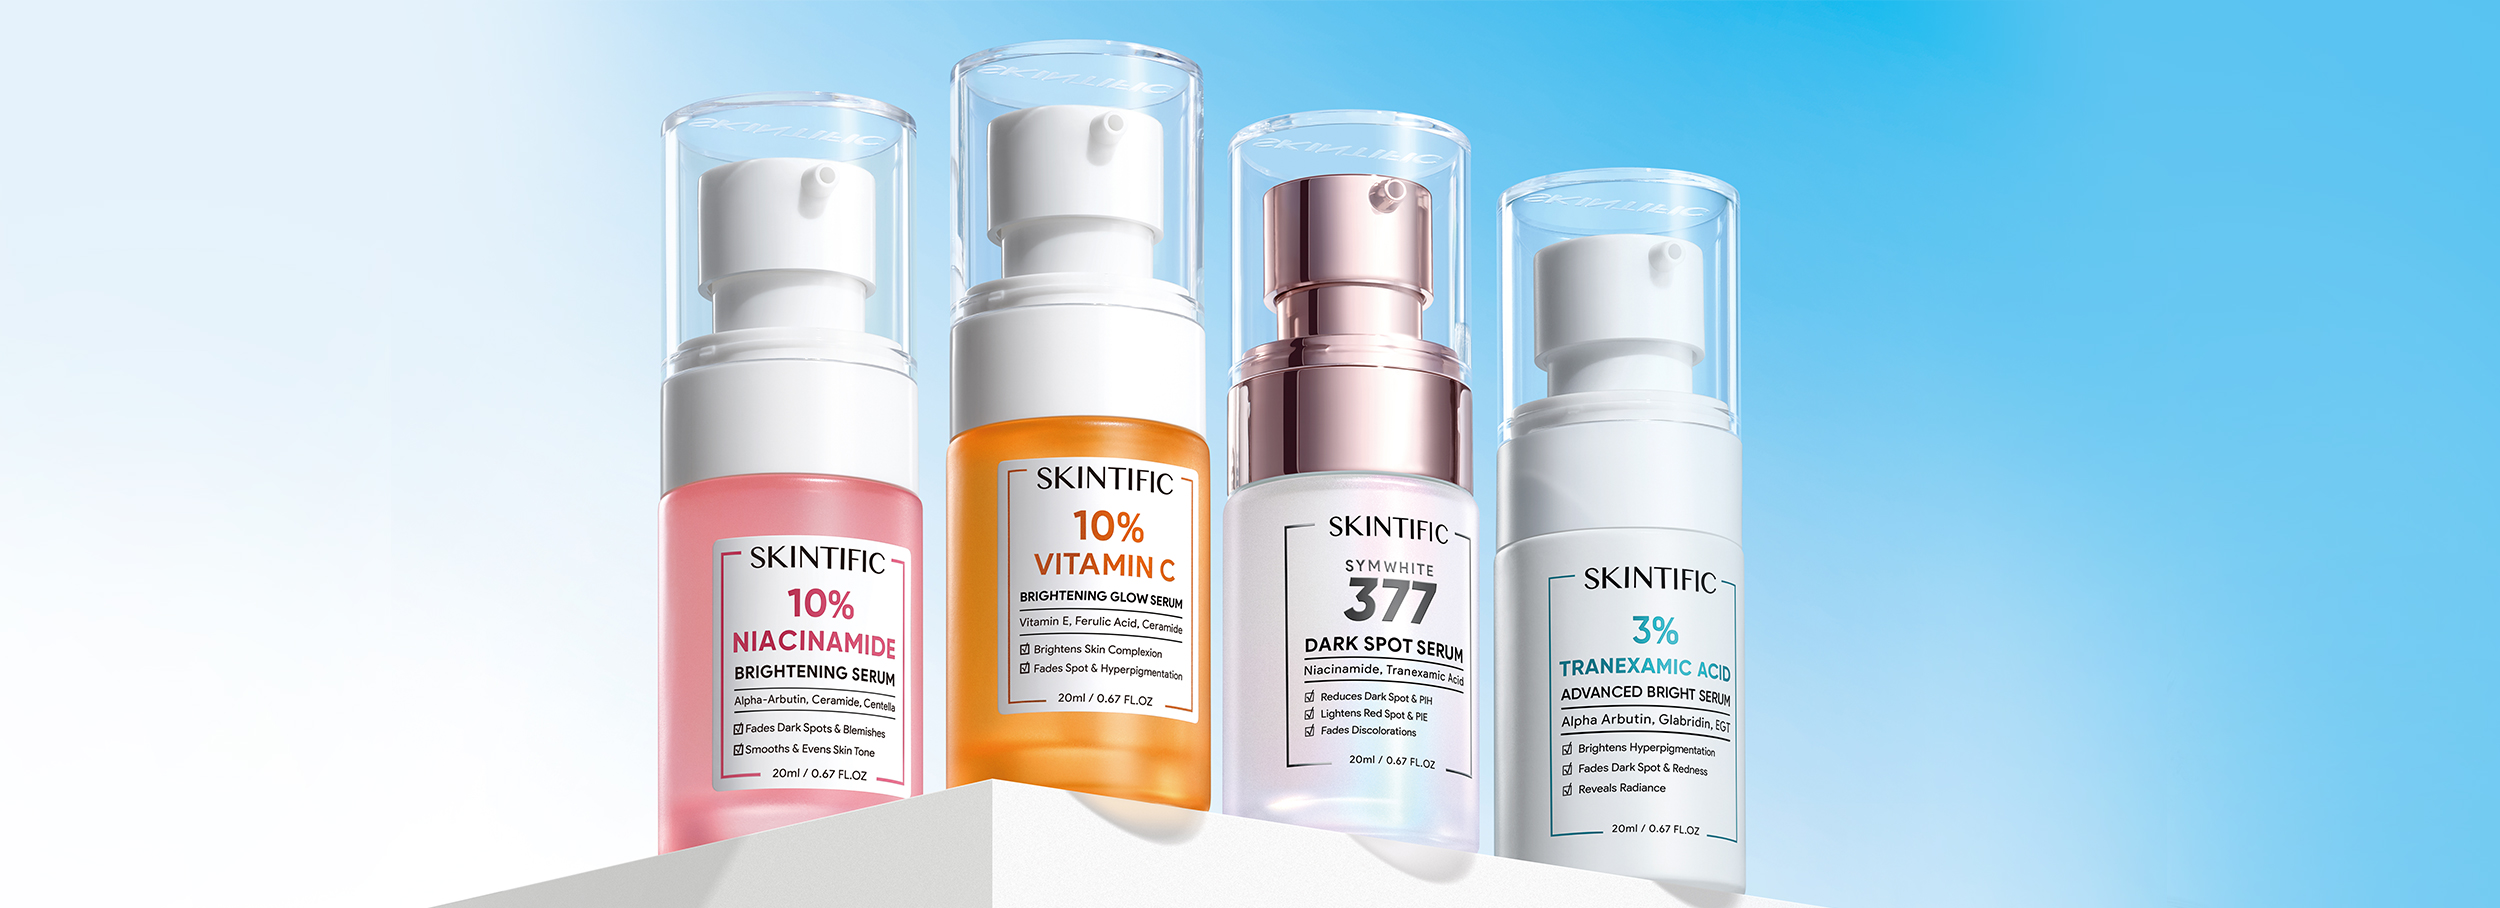 SKINTIFIC
10%
NIACINAMIDE
BRIGHTENING SERUM
Alpha-Arbutin, Ceramide, Centella
Fades Dark Spots & Blemishes
Smooths & Evens Skin Tone
20ml / 0.67 FL.OZ
SKINTIFIC
SKINTIFIC
10%
VITAMIN C
BRIGHTENING GLOW SERUM
Vitamin E, Ferulic Acid, Ceramide
Brightens Skin Complexion
Fades Spot & Hyperpigmentation
20ml / 0.67 FL.OZ
SKINTIFIC
SKINTIFIC
SYMWHITE
377
DARK SPOT SERUM
Niacinamide, Tranexamic Acid
Reduces Dark Spot & PIH
Lightens Red Spot & PIE
Fades Discolorations
20ml / 0.67 FL.OZ
SKINTIFIC
SKINTIFIC
3%
TRANEXAMIC ACID
ADVANCED BRIGHT SERUM
Alpha Arbutin, Glabridin, EGT
Brightens Hyperpigmentation
Fades Dark Spot & Redness
Reveals Radiance
20ml / 0.67 FL.OZ
SKINTIFIC